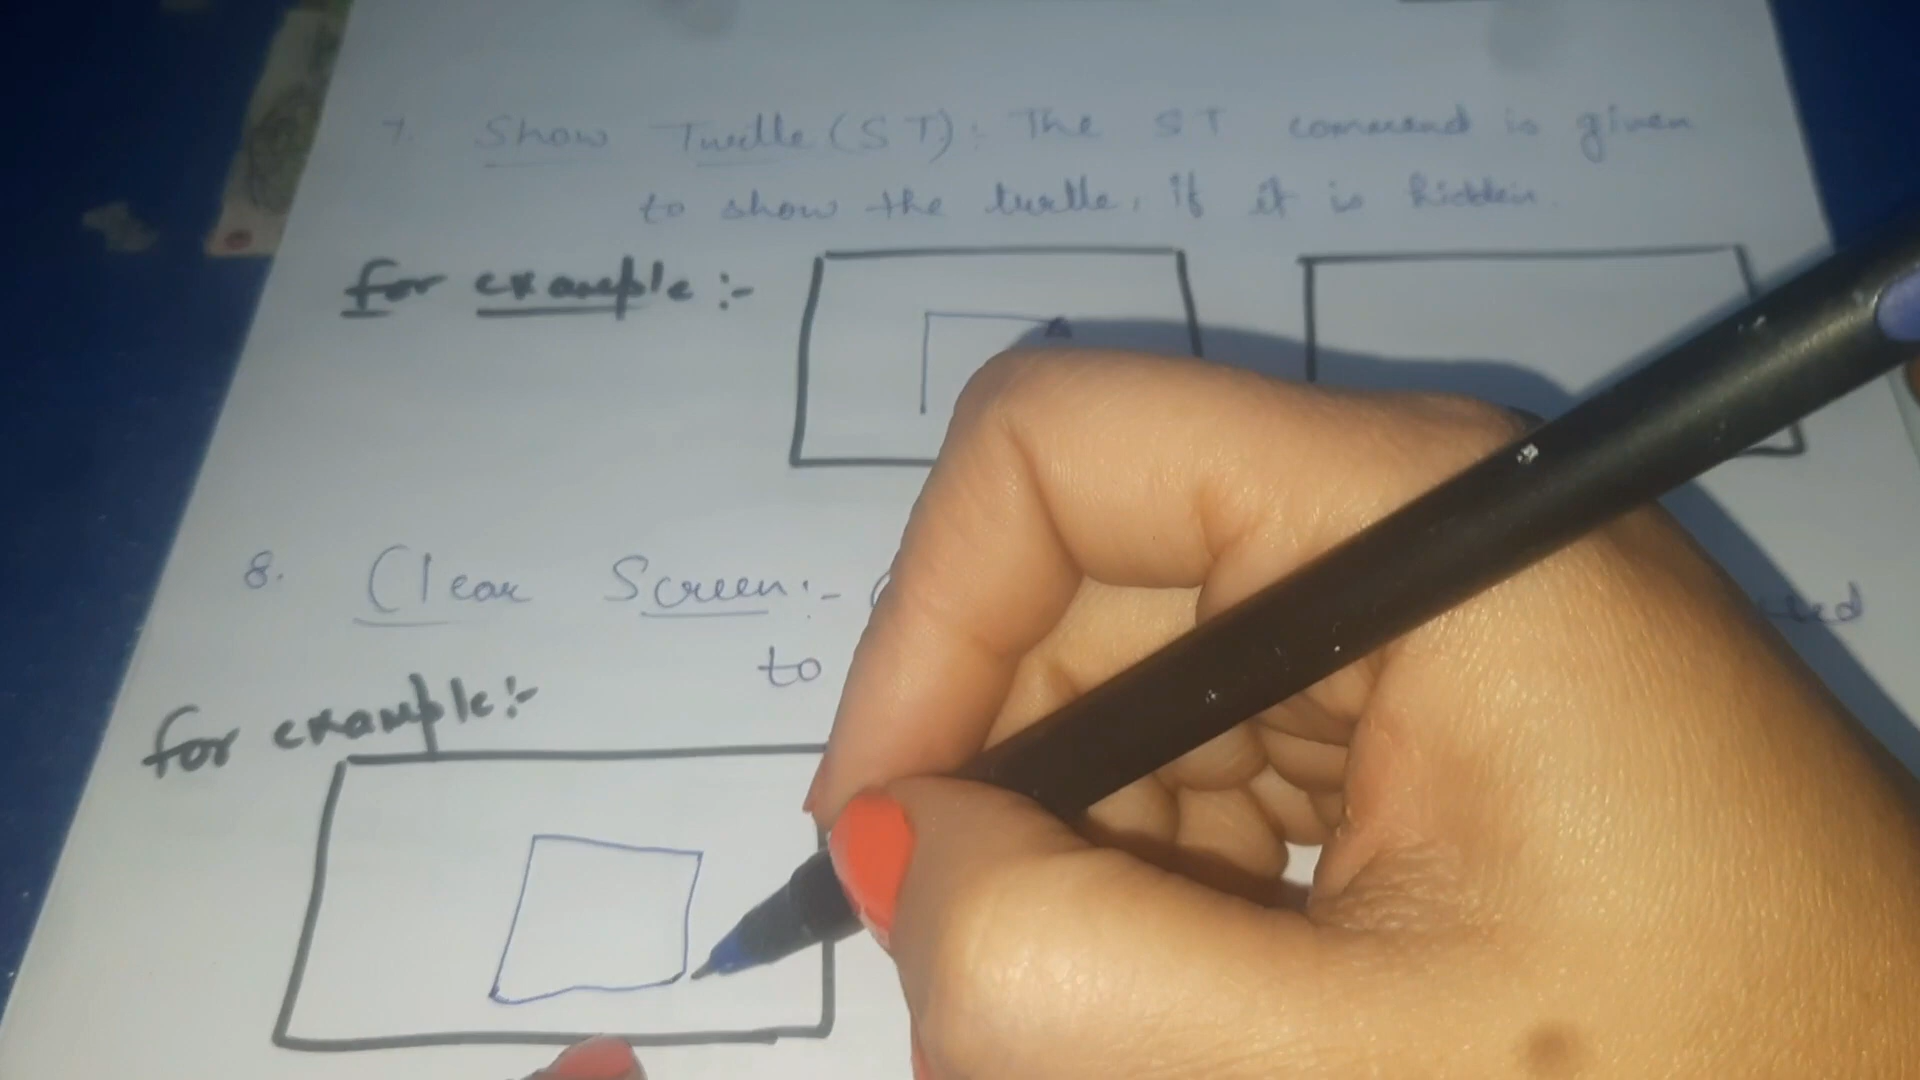 7. Show Turtle (ST): The ST command is given
to show the turtle, if it is hidden.
for example :-
8. Clear Screen :- (
to
for example :-